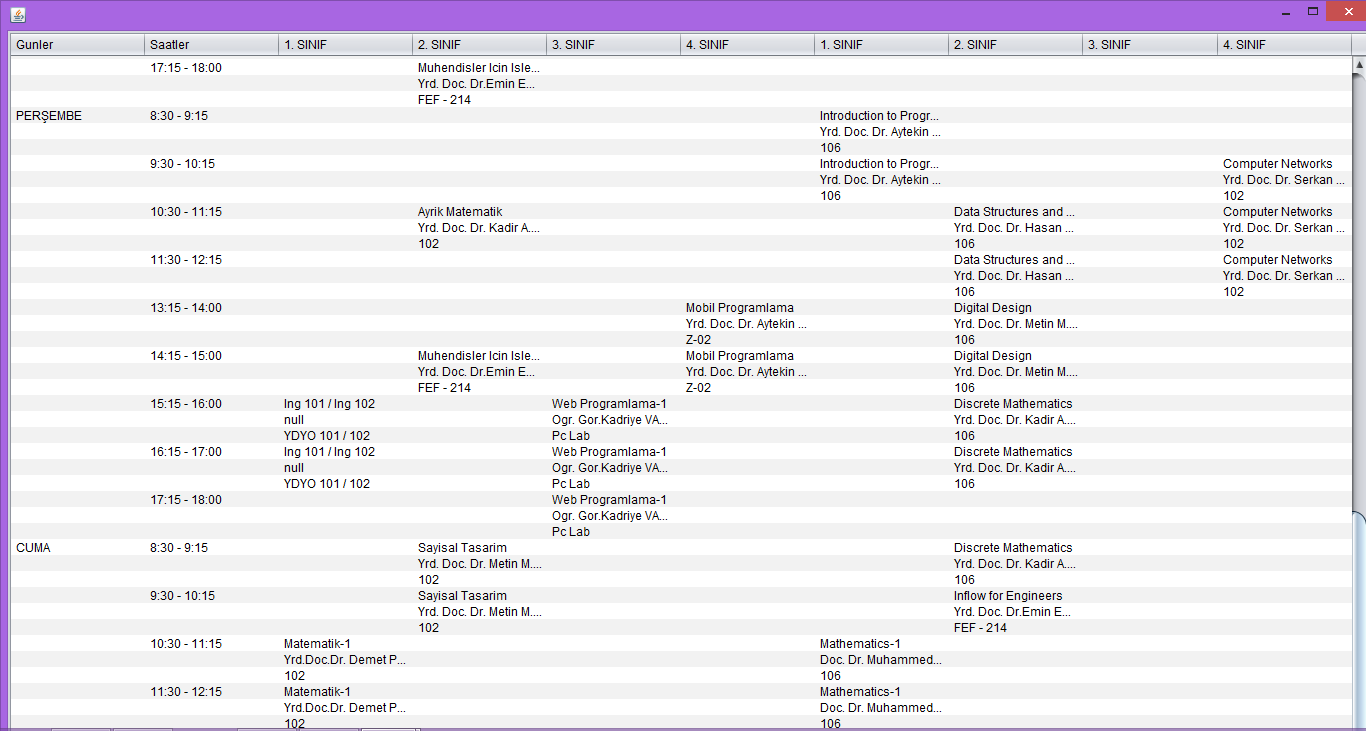 Gunler Saatler 1. SINIF 2. SINIF 3. SINIF 4. SINIF 1. SINIF 2. SINIF 3. SINIF 4. SINIF
17:15 - 18:00 Muhendisler Icin Isle...
Yrd. Doc. Dr.Emin E...
FEF - 214
PERŞEMBE 8:30 - 9:15 Introduction to Progr...
Yrd. Doc. Dr. Aytekin ...
106
9:30 - 10:15 Introduction to Progr... Computer Networks
Yrd. Doc. Dr. Aytekin ... Yrd. Doc. Dr. Serkan ...
106 102
10:30 - 11:15 Ayrik Matematik Data Structures and ... Computer Networks
Yrd. Doc. Dr. Kadir A.... Yrd. Doc. Dr. Hasan ... Yrd. Doc. Dr. Serkan ...
102 106 102
11:30 - 12:15 Data Structures and ... Computer Networks
Yrd. Doc. Dr. Hasan ... Yrd. Doc. Dr. Serkan ...
106 102
13:15 - 14:00 Mobil Programlama Digital Design
Yrd. Doc. Dr. Aytekin ... Yrd. Doc. Dr. Metin M....
Z-02 106
14:15 - 15:00 Muhendisler Icin Isle... Mobil Programlama Digital Design
Yrd. Doc. Dr.Emin E... Yrd. Doc. Dr. Aytekin ... Yrd. Doc. Dr. Metin M....
FEF - 214 Z-02 106
15:15 - 16:00 Ing 101 / Ing 102 Web Programlama-1 Discrete Mathematics
null Ogr. Gor.Kadriye VA... Yrd. Doc. Dr. Kadir A....
YDYO 101 / 102 Pc Lab 106
16:15 - 17:00 Ing 101 / Ing 102 Web Programlama-1 Discrete Mathematics
null Ogr. Gor.Kadriye VA... Yrd. Doc. Dr. Kadir A....
YDYO 101 / 102 Pc Lab 106
17:15 - 18:00 Web Programlama-1
Ogr. Gor.Kadriye VA...
Pc Lab
CUMA 8:30 - 9:15 Sayisal Tasarim Discrete Mathematics
Yrd. Doc. Dr. Metin M.... Yrd. Doc. Dr. Kadir A....
102 106
9:30 - 10:15 Sayisal Tasarim Inflow for Engineers
Yrd. Doc. Dr. Metin M.... Yrd. Doc. Dr.Emin E...
102 FEF - 214
10:30 - 11:15 Matematik-1 Mathematics-1
Yrd.Doc.Dr. Demet P... Doc. Dr. Muhammed...
102 106
11:30 - 12:15 Matematik-1 Mathematics-1
Yrd.Doc.Dr. Demet P... Doc. Dr. Muhammed...
102 106